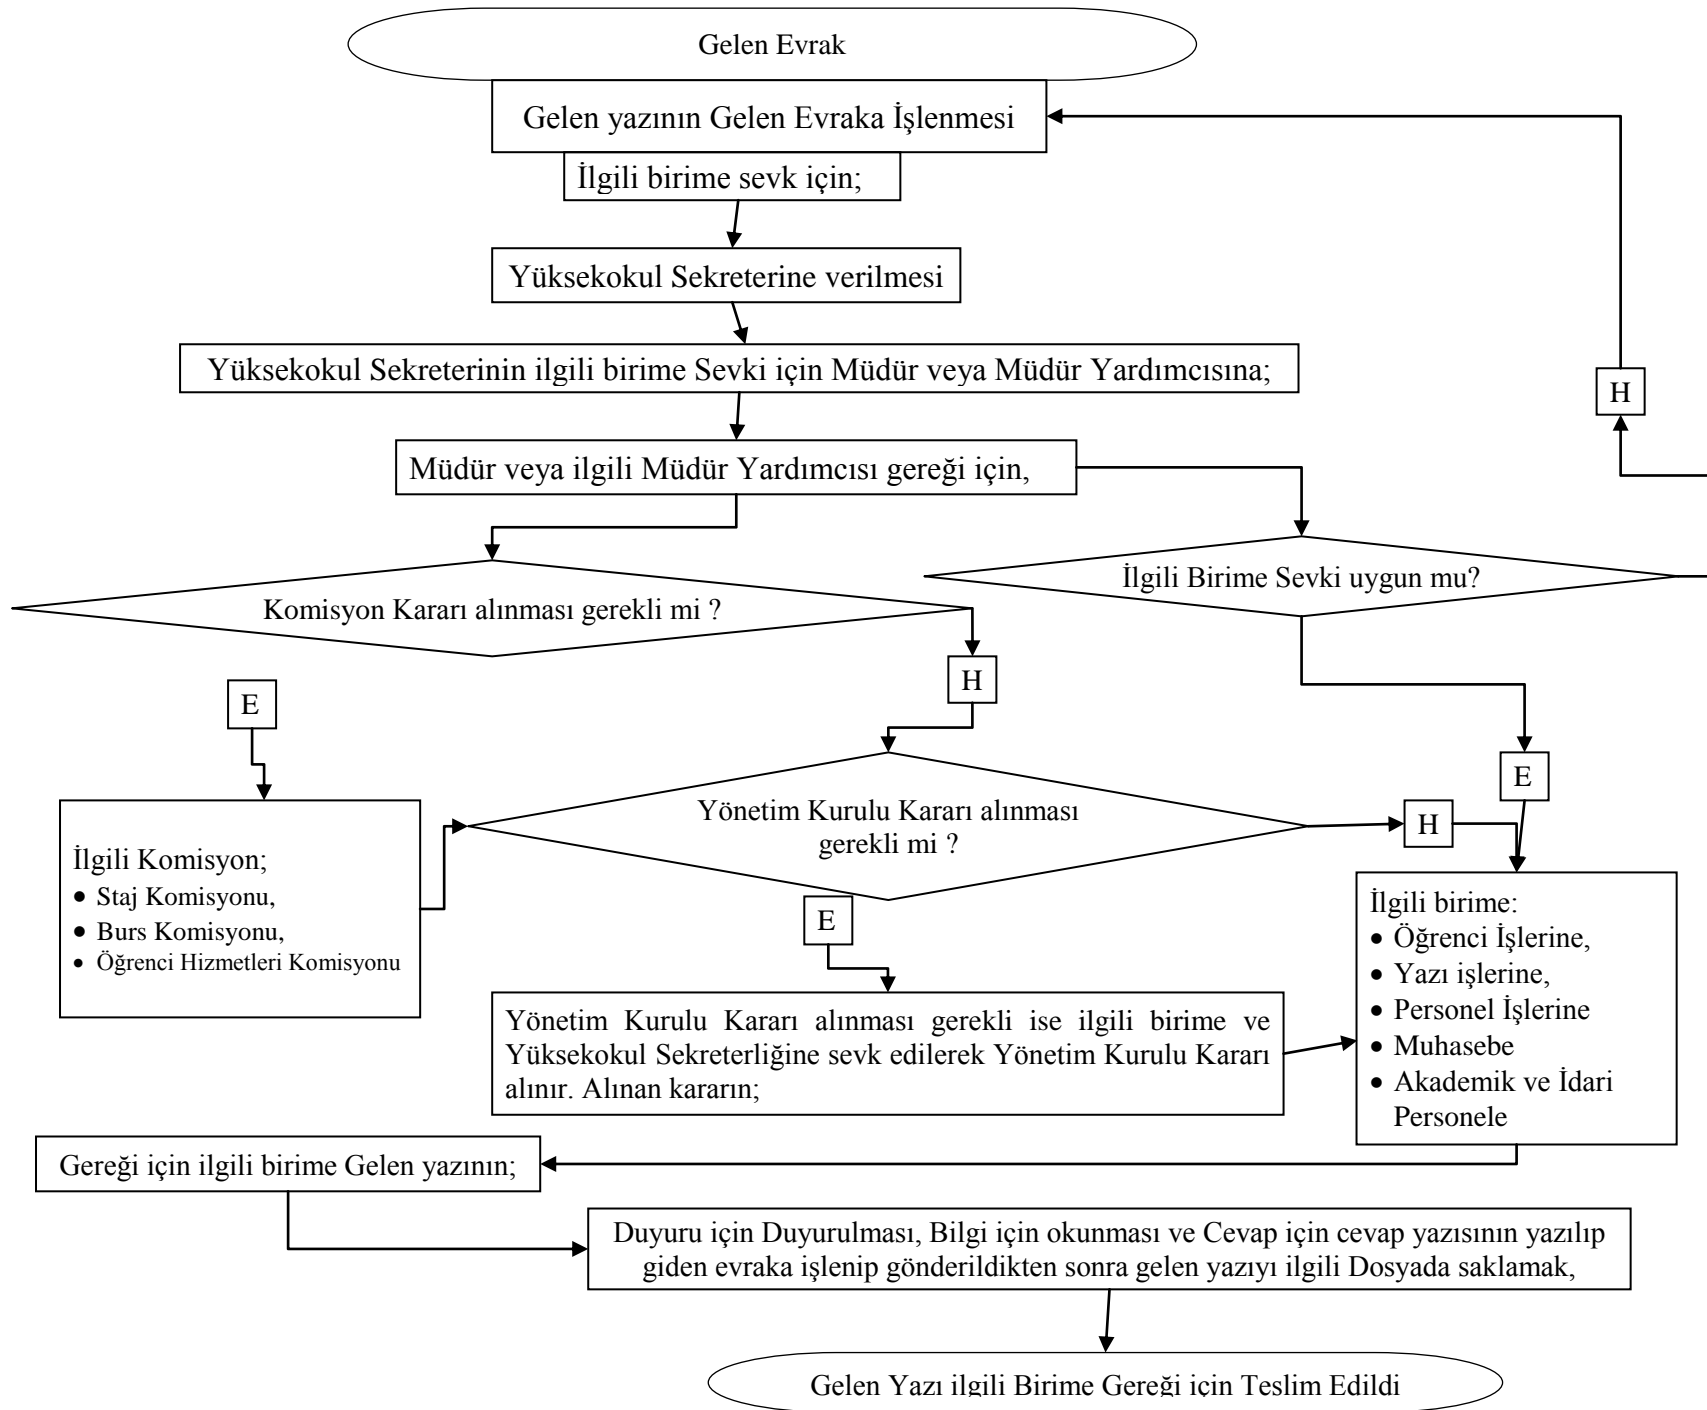 Gelen Evrak
Gelen yazının Gelen Evraka İşlenmesi
İlgili birime sevk için;
Yüksekokul Sekreterine verilmesi
Yüksekokul Sekreterinin ilgili birime Sevki için Müdür veya Müdür Yardımcısına;
H
Müdür veya ilgili Müdür Yardımcısı gereği için,
İlgili Birime Sevki uygun mu?
Komisyon Kararı alınması gerekli mi ?
H
E
E
Yönetim Kurulu Kararı alınması
gerekli mi ?
H
İlgili Komisyon;
• Staj Komisyonu,
• Burs Komisyonu,
• Öğrenci Hizmetleri Komisyonu
E
İlgili birime:
• Öğrenci İşlerine,
• Yazı işlerine,
• Personel İşlerine
• Muhasebe
• Akademik ve İdari
Personele
Yönetim Kurulu Kararı alınması gerekli ise ilgili birime ve
Yüksekokul Sekreterliğine sevk edilerek Yönetim Kurulu Kararı
alınır. Alınan kararın;
Gereği için ilgili birime Gelen yazının;
Duyuru için Duyurulması, Bilgi için okunması ve Cevap için cevap yazısının yazılıp
giden evraka işlenip gönderildikten sonra gelen yazıyı ilgili Dosyada saklamak,
Gelen Yazı ilgili Birime Gereği için Teslim Edildi